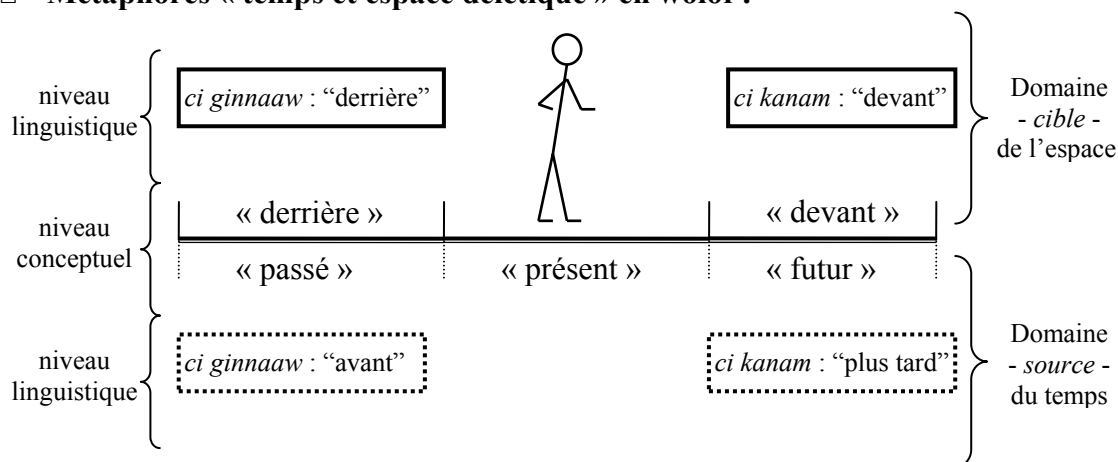 Métaphores « temps et espace déictique » en wolof :
niveau
linguistique
ci ginnaaw : “derrière”
ci kanam : “devant”
Domaine
- cible -
de l’espace
niveau
conceptuel
« derrière »
« devant »
« passé »
« présent »
« futur »
niveau
linguistique
ci ginnaaw : “avant”
ci kanam : “plus tard”
Domaine
- source -
du temps